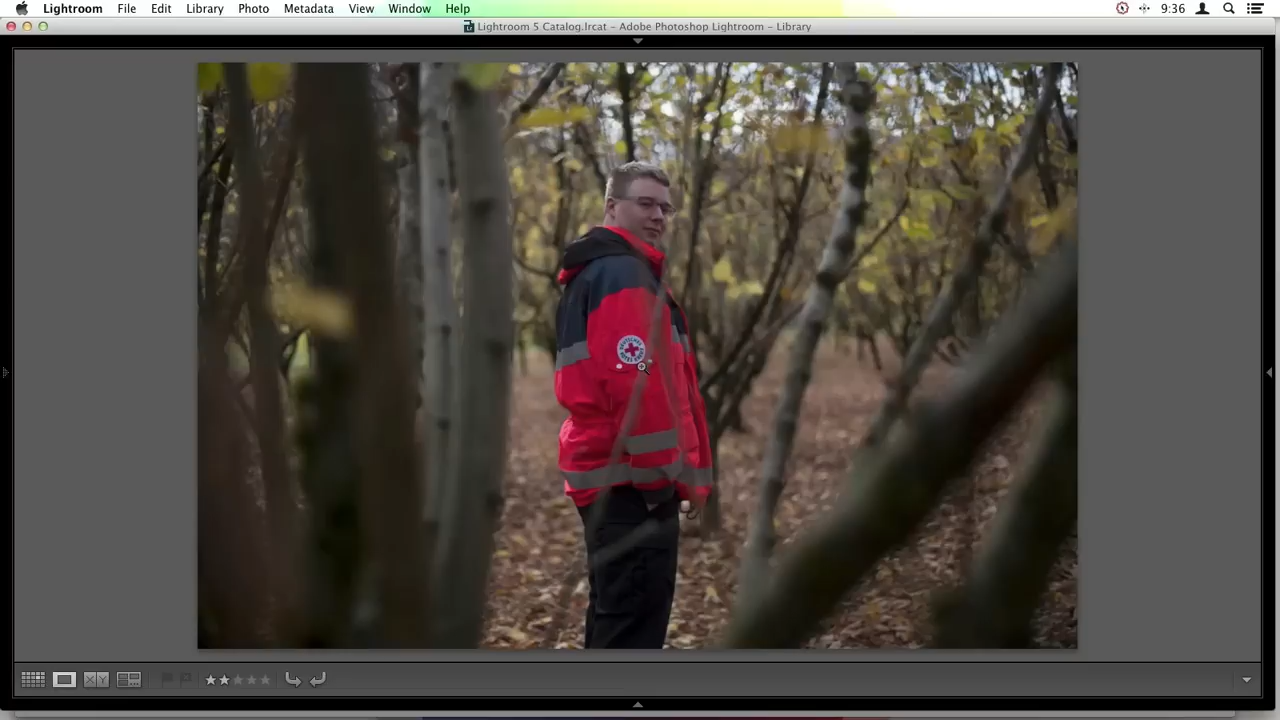 Lightroom File Edit Library Photo Metadata View Window Help 9:36
Lightroom 5 Catalog.lrcat – Adobe Photoshop Lightroom – Library
Lr
X Y